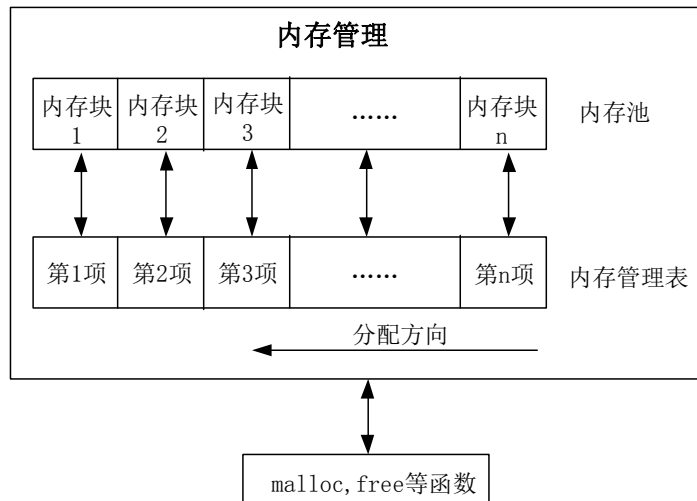 内存管理
内存块 内存块 内存块 …… 内存块 内存池
1 2 3 n
第1项 第2项 第3项 …… 第n项 内存管理表
分配方向
malloc,free等函数